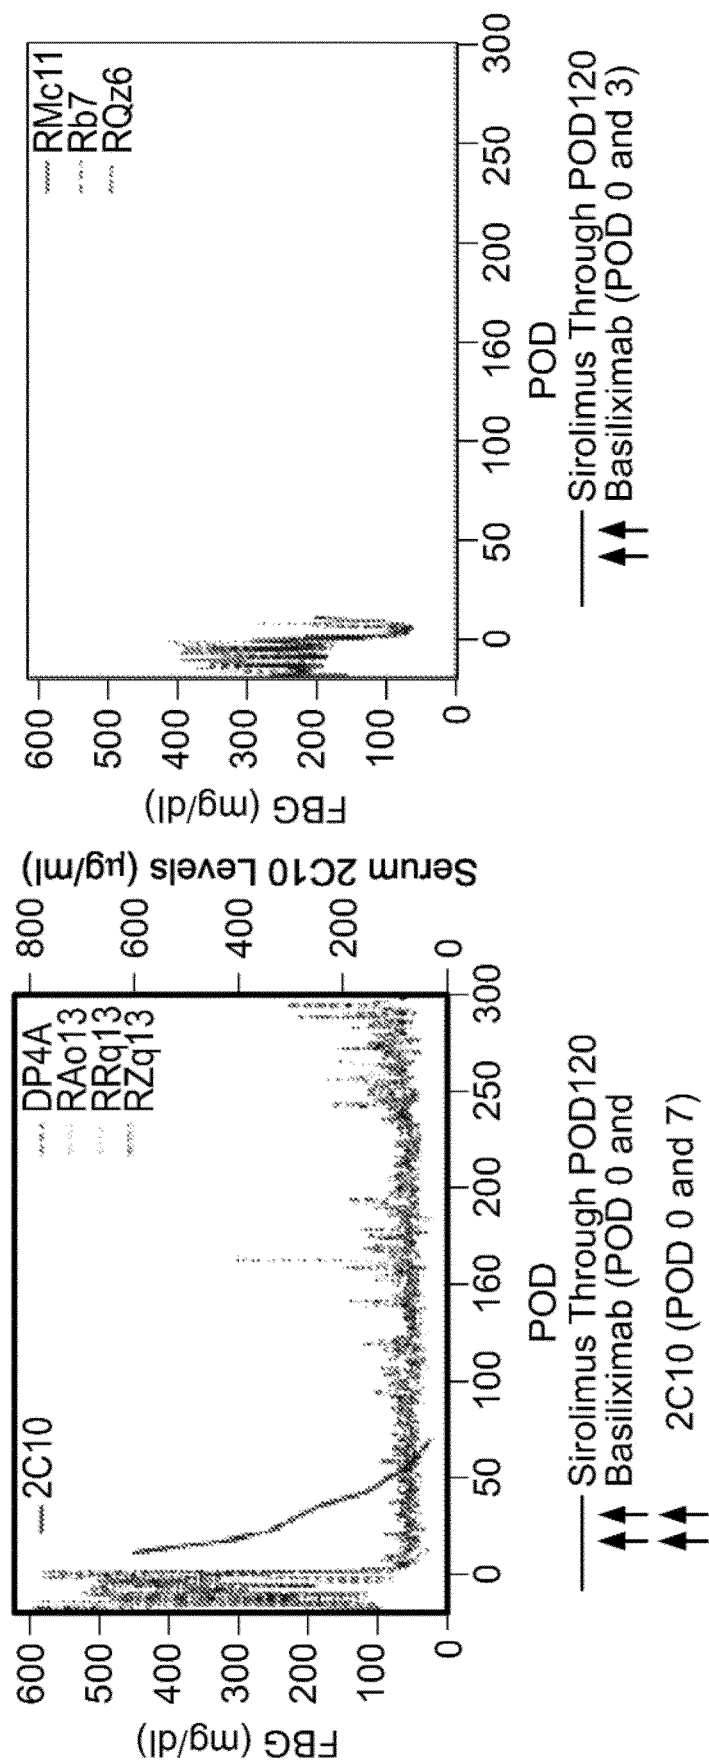 2C10
DP4A
RAo13
RRq13
RZq13
FBG (mg/dl)
600
500
400
300
200
100
0
Serum 2C10 Levels (µg/ml)
800
600
400
200
0
0
50
100
160
200
250
300
POD
Sirolimus Through POD120
Basiliximab (POD 0 and
2C10 (POD 0 and 7)
RMc11
Rb7
RQz6
FBG (mg/dl)
600
500
400
300
200
100
0
0
50
100
160
200
250
300
POD
Sirolimus Through POD120
Basiliximab (POD 0 and 3)